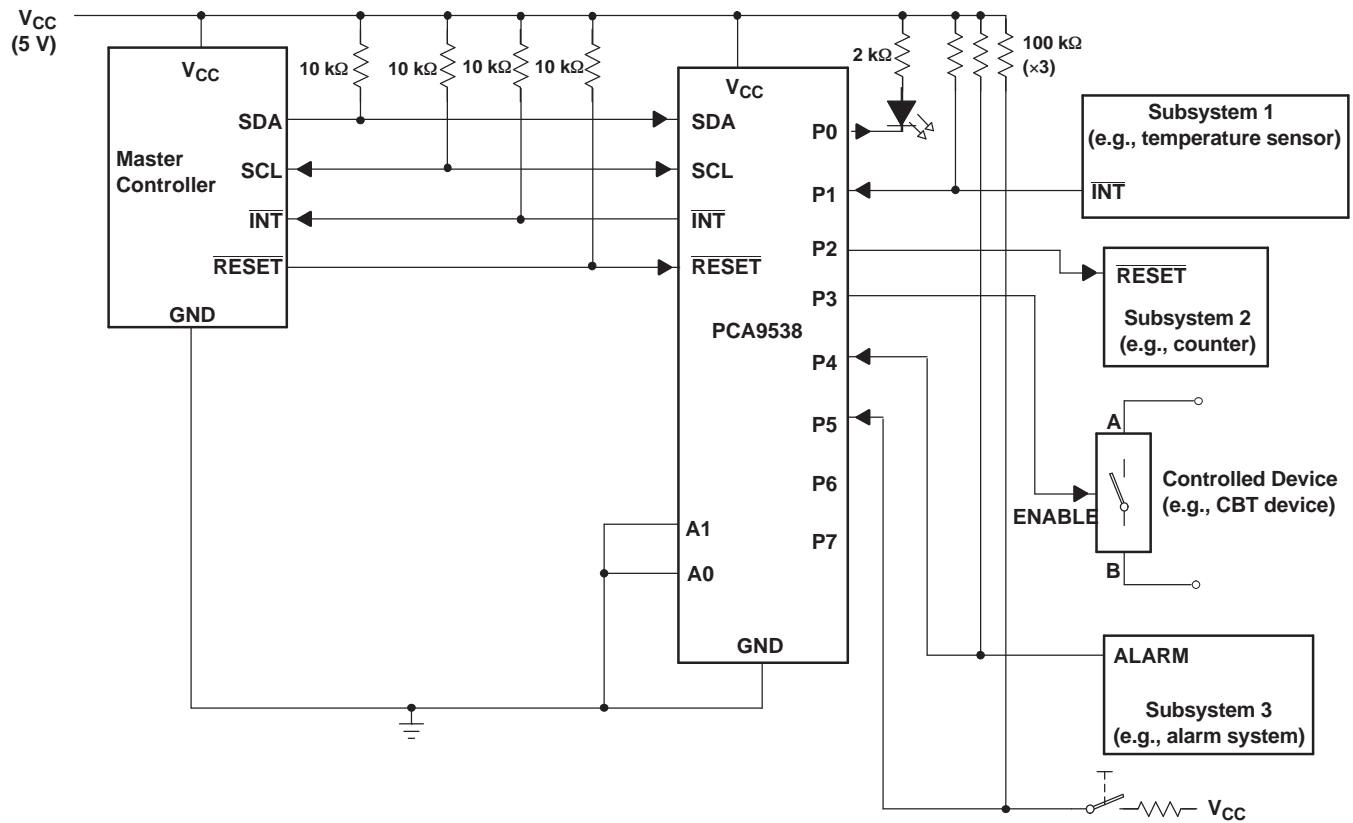 VCC
(5 V)
VCC
SDA
Master
Controller
SCL
INT
RESET
GND
10 kΩ
10 kΩ
10 kΩ
10 kΩ
VCC
SDA
SCL
INT
RESET
PCA9538
A1
A0
GND
P0
P1
P2
P3
P4
P5
P6
P7
2 kΩ
100 kΩ
(×3)
Subsystem 1
(e.g., temperature sensor)
INT
RESET
Subsystem 2
(e.g., counter)
A
Controlled Device
(e.g., CBT device)
ENABLE
B
ALARM
Subsystem 3
(e.g., alarm system)
VCC